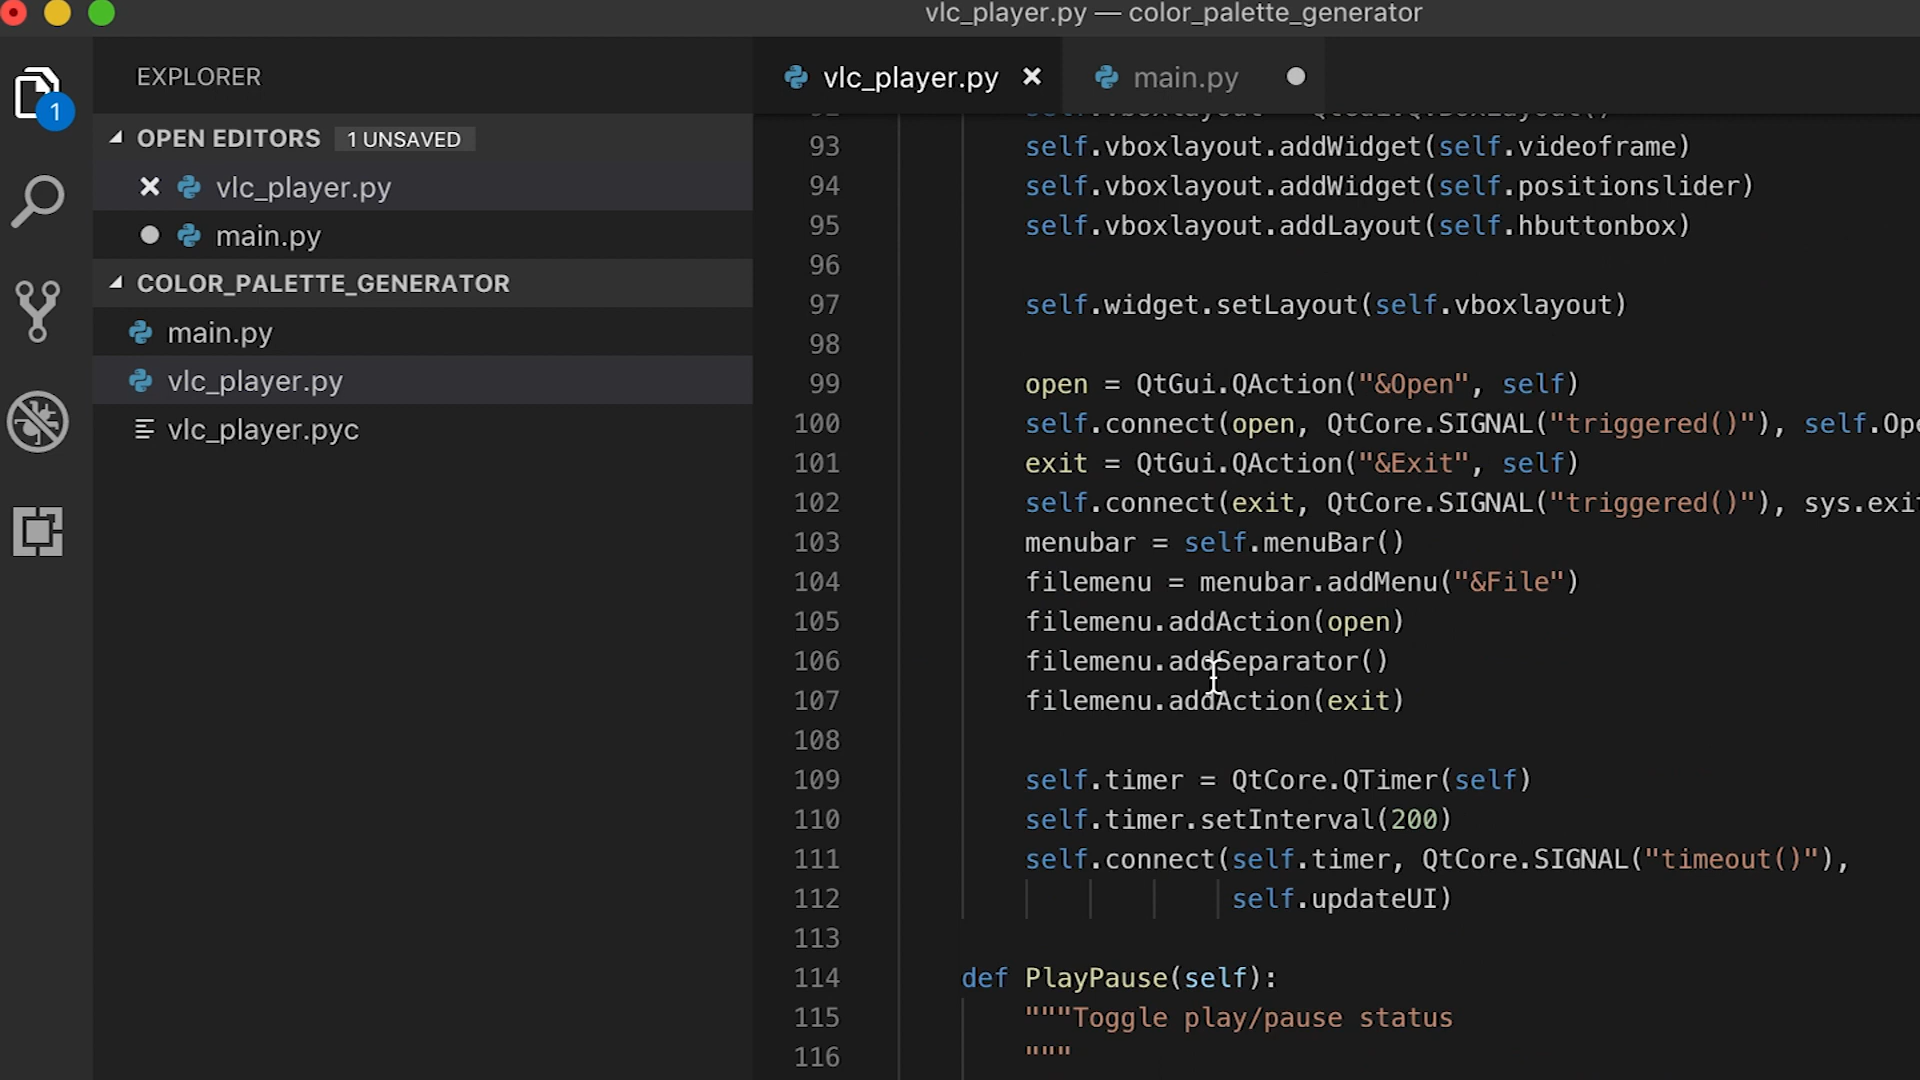 vlc_player.py — color_palette_generator
EXPLORER
1
OPEN EDITORS 1 UNSAVED
vlc_player.py
main.py
COLOR_PALETTE_GENERATOR
main.py
vlc_player.py
vlc_player.pyc
vlc_player.py main.py
93 self.vboxlayout.addWidget(self.videoframe)
94 self.vboxlayout.addWidget(self.positionslider)
95 self.vboxlayout.addLayout(self.hbuttonbox)
96
97 self.widget.setLayout(self.vboxlayout)
98
99 open = QtGui.QAction("&Open", self)
100 self.connect(open, QtCore.SIGNAL("triggered()"), self.Ope
101 exit = QtGui.QAction("&Exit", self)
102 self.connect(exit, QtCore.SIGNAL("triggered()"), sys.exit
103 menubar = self.menuBar()
104 filemenu = menubar.addMenu("&File")
105 filemenu.addAction(open)
106 filemenu.addSeparator()
107 filemenu.addAction(exit)
108
109 self.timer = QtCore.QTimer(self)
110 self.timer.setInterval(200)
111 self.connect(self.timer, QtCore.SIGNAL("timeout()"),
112 self.updateUI)
113
114 def PlayPause(self):
115 """Toggle play/pause status
116 """